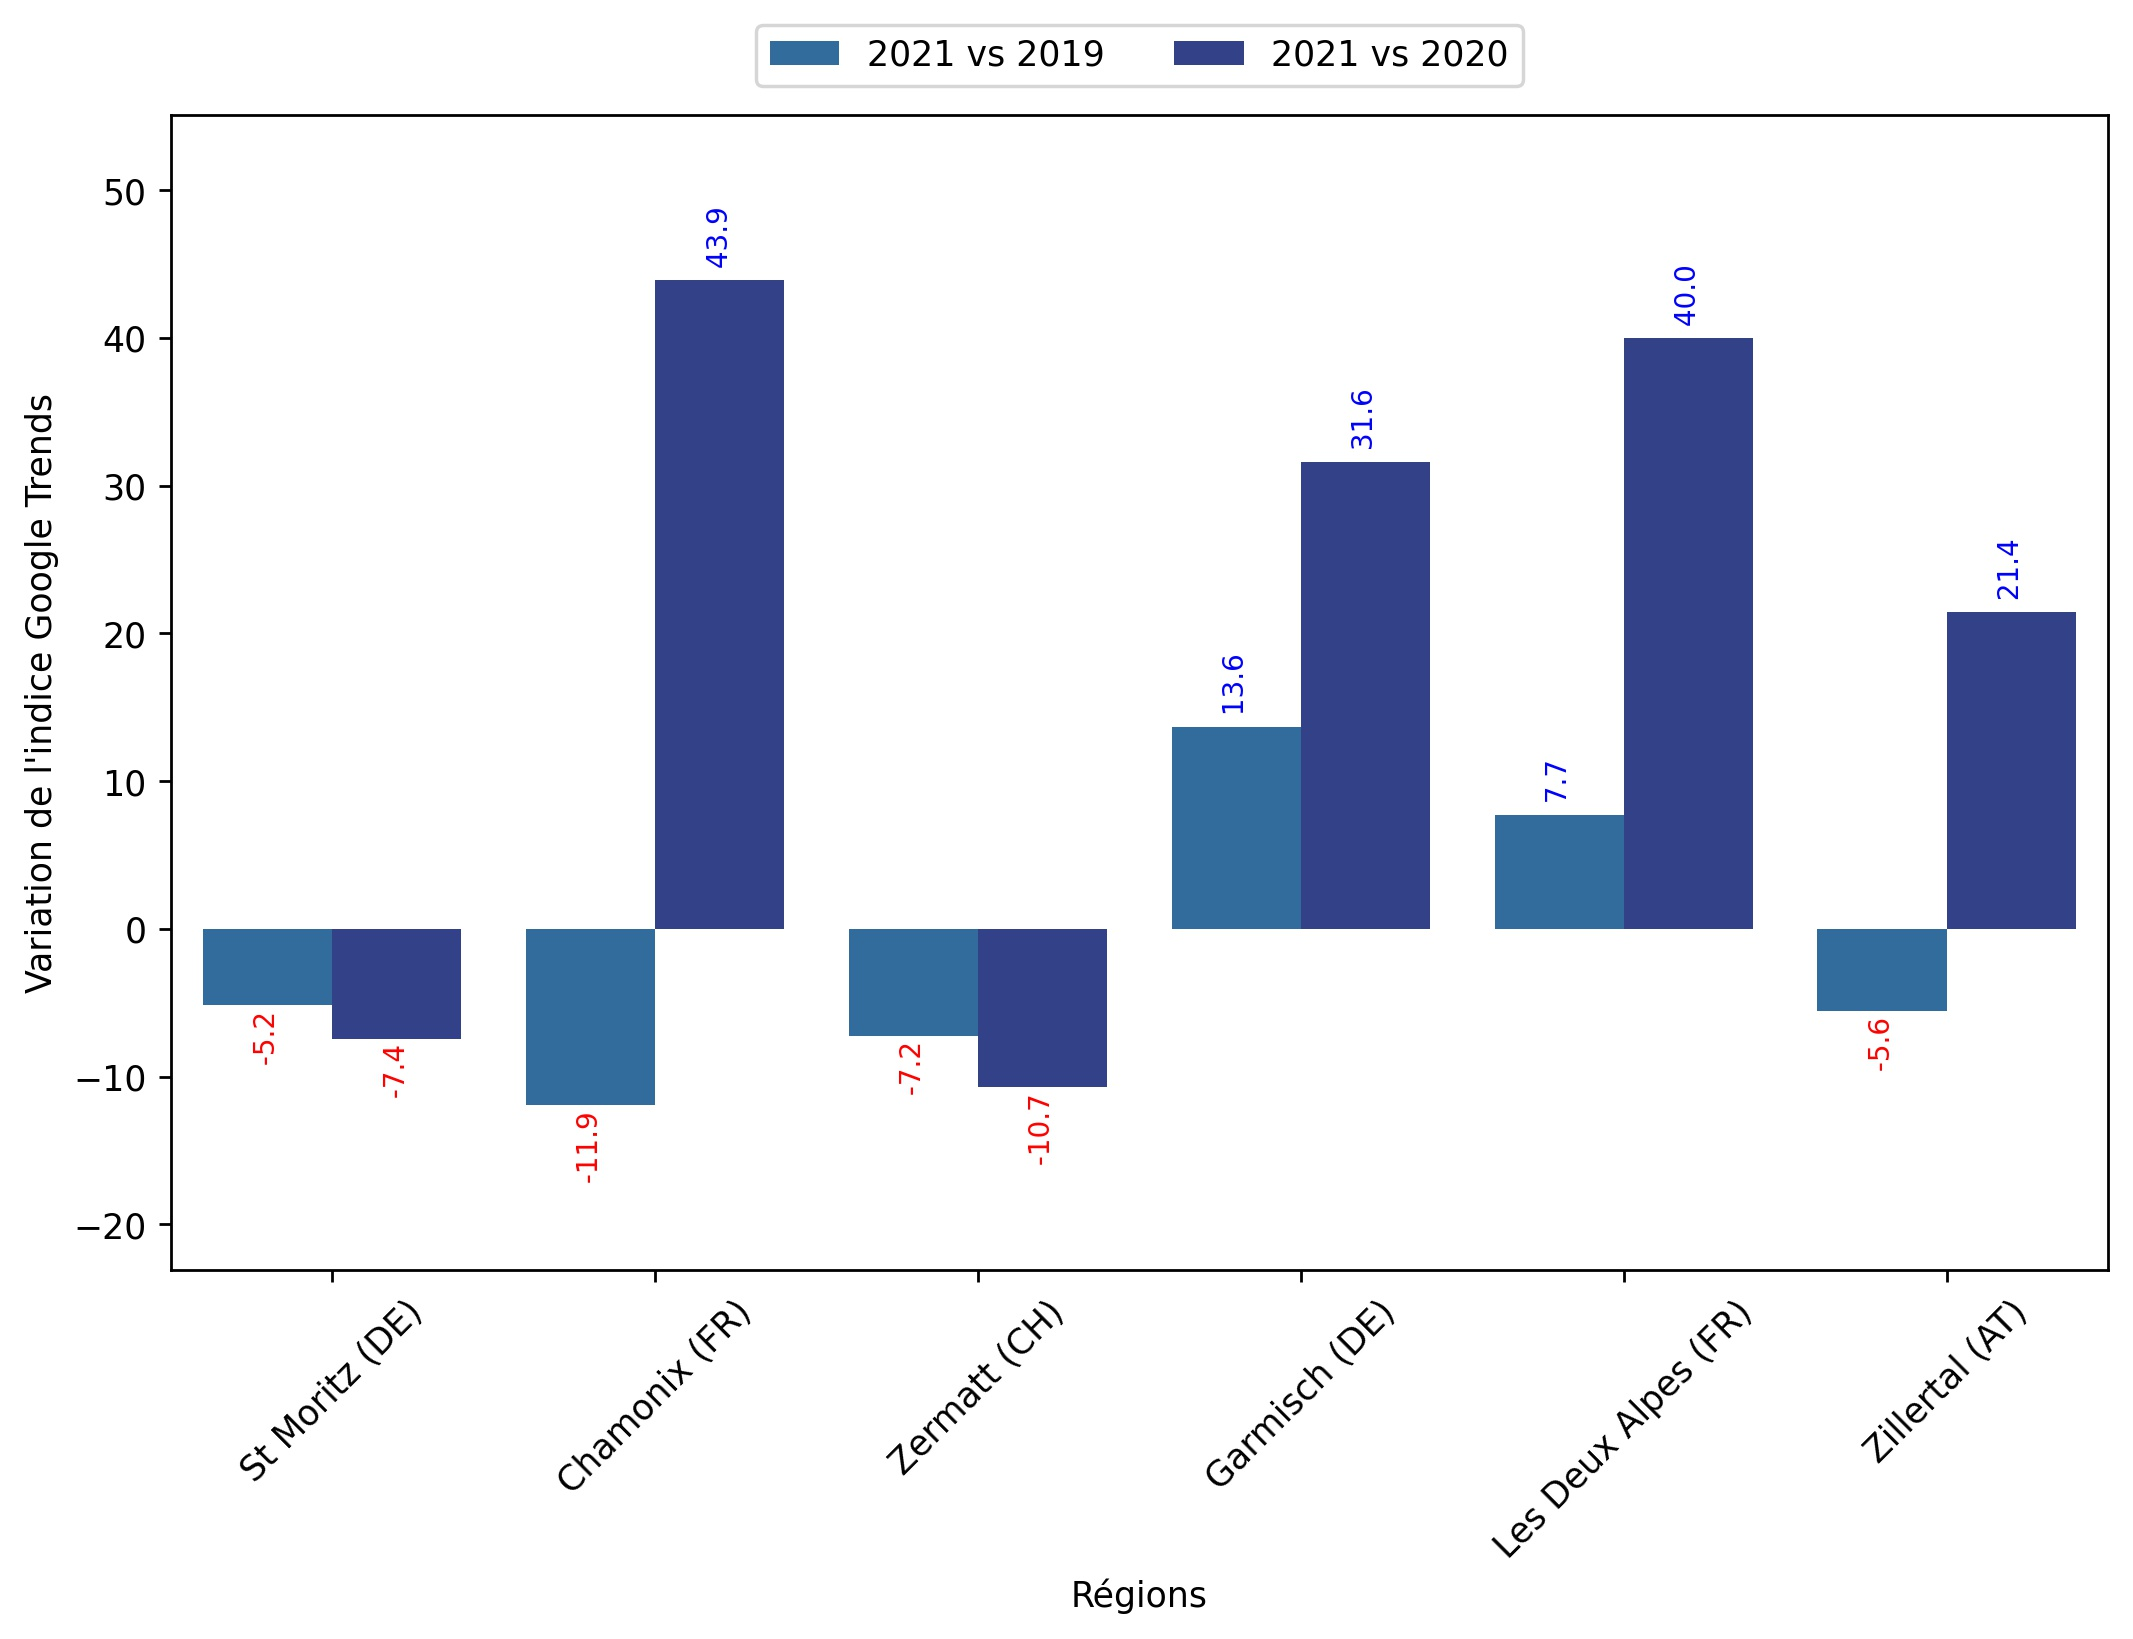 2021 vs 2019
2021 vs 2020
Variation de l'indice Google Trends
50
40
30
20
10
0
−10
−20
-5.2
-7.4
-11.9
43.9
-7.2
-10.7
13.6
31.6
7.7
40.0
-5.6
21.4
St Moritz (DE)
Chamonix (FR)
Zermatt (CH)
Garmisch (DE)
Les Deux Alpes (FR)
Zillertal (AT)
Régions